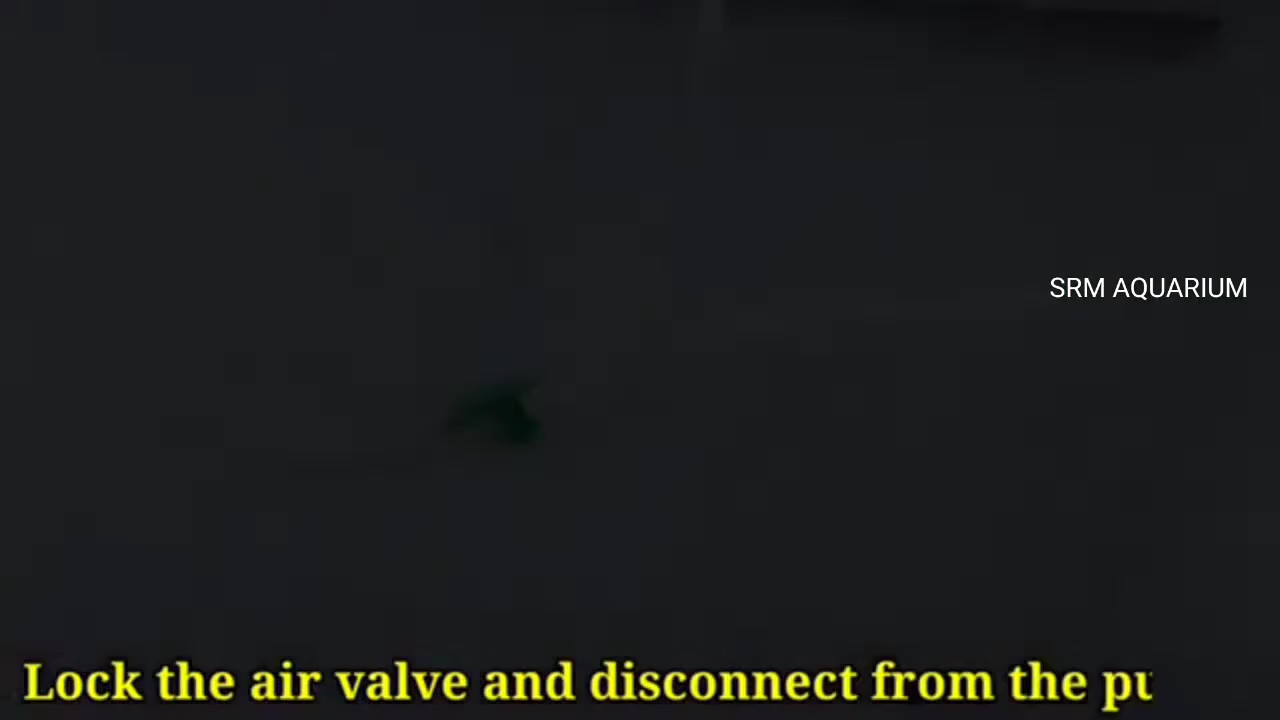 SRM AQUARIUM
Lock the air valve and disconnect from the